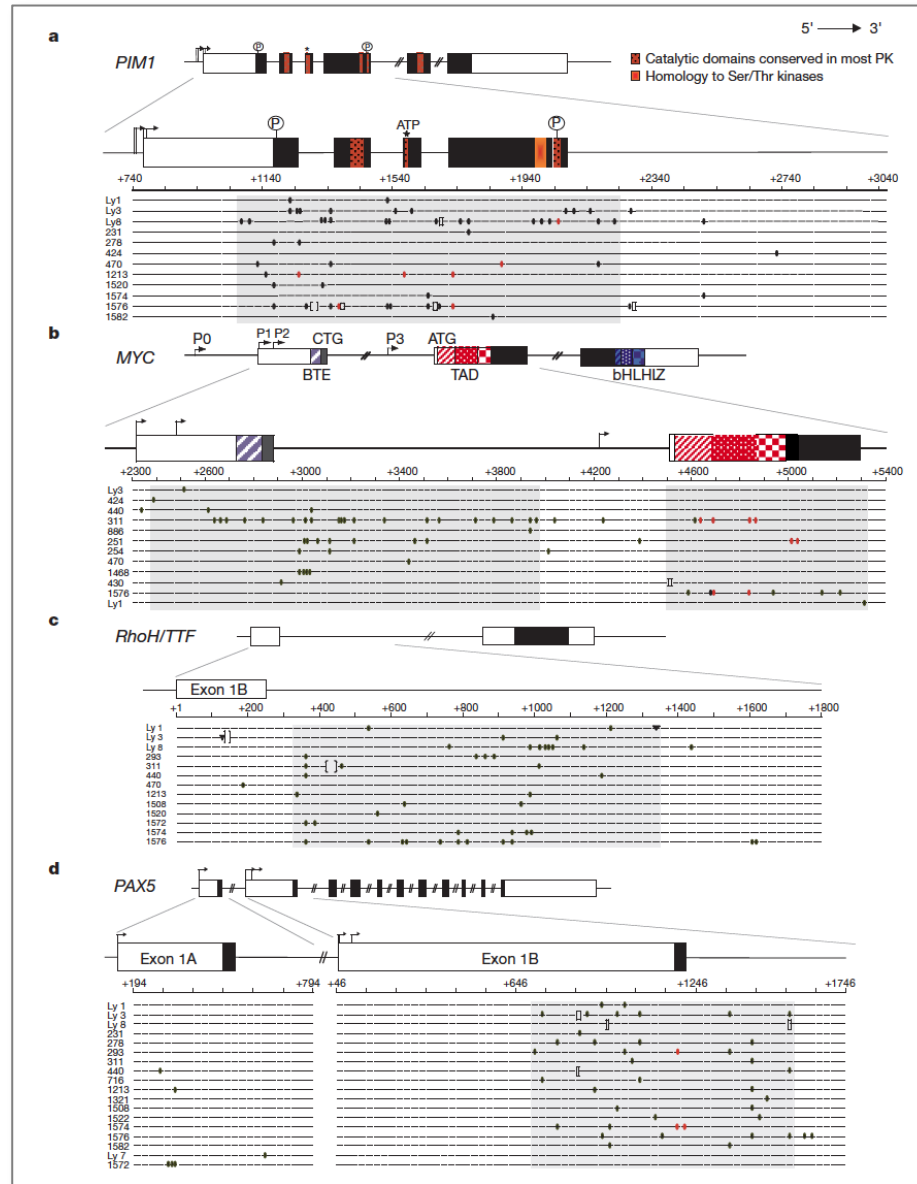 a
5' 3'
PIM1
P
*
P
Catalytic domains conserved in most PK
Homology to Ser/Thr kinases
P
ATP
P
+740 +1140 +1540 +1940 +2340 +2740 +3040
Ly1
Ly3
Ly8
231
278
424
470
1213
1520
1574
1576
1582
b
MYC
P0 P1 P2 CTG P3 ATG
BTE TAD bHLHIZ
+2300 +2600 +3000 +3400 +3800 +4200 +4600 +5000 +5400
Ly3
424
440
311
886
251
254
470
1468
430
1576
Ly1
c
RhoH/TTF
Exon 1B
+1 +200 +400 +600 +800 +1000 +1200 +1400 +1600 +1800
Ly 1
Ly 3
Ly 8
293
311
440
470
1213
1508
1520
1572
1574
1576
d
PAX5
Exon 1A Exon 1B
+194 +794 +46 +646 +1246 +1746
Ly 1
Ly 3
Ly 8
231
278
293
311
440
716
1213
1321
1508
1522
1574
1576
1582
Ly 7
1572